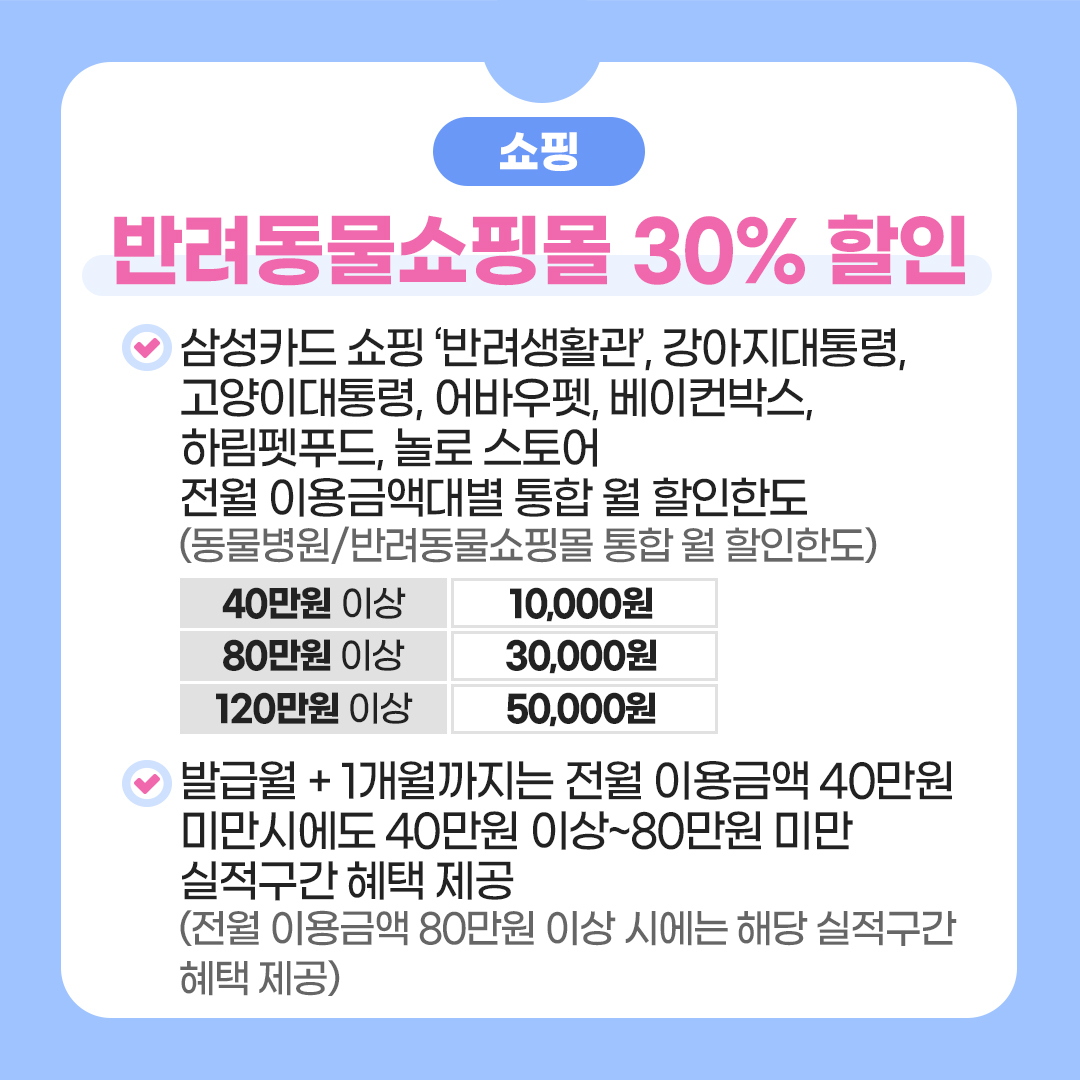 쇼핑
반려동물쇼핑몰 30% 할인
삼성카드 쇼핑 ‘반려생활관’, 강아지대통령,
고양이대통령, 어바우펫, 베이컨박스,
하림펫푸드, 놀로 스토어
전월 이용금액대별 통합 월 할인한도
(동물병원/반려동물쇼핑몰 통합 월 할인한도)
40만원 이상 10,000원
80만원 이상 30,000원
120만원 이상 50,000원
발급월 + 1개월까지는 전월 이용금액 40만원
미만시에도 40만원 이상~80만원 미만
실적구간 혜택 제공
(전월 이용금액 80만원 이상 시에는 해당 실적구간
혜택 제공)